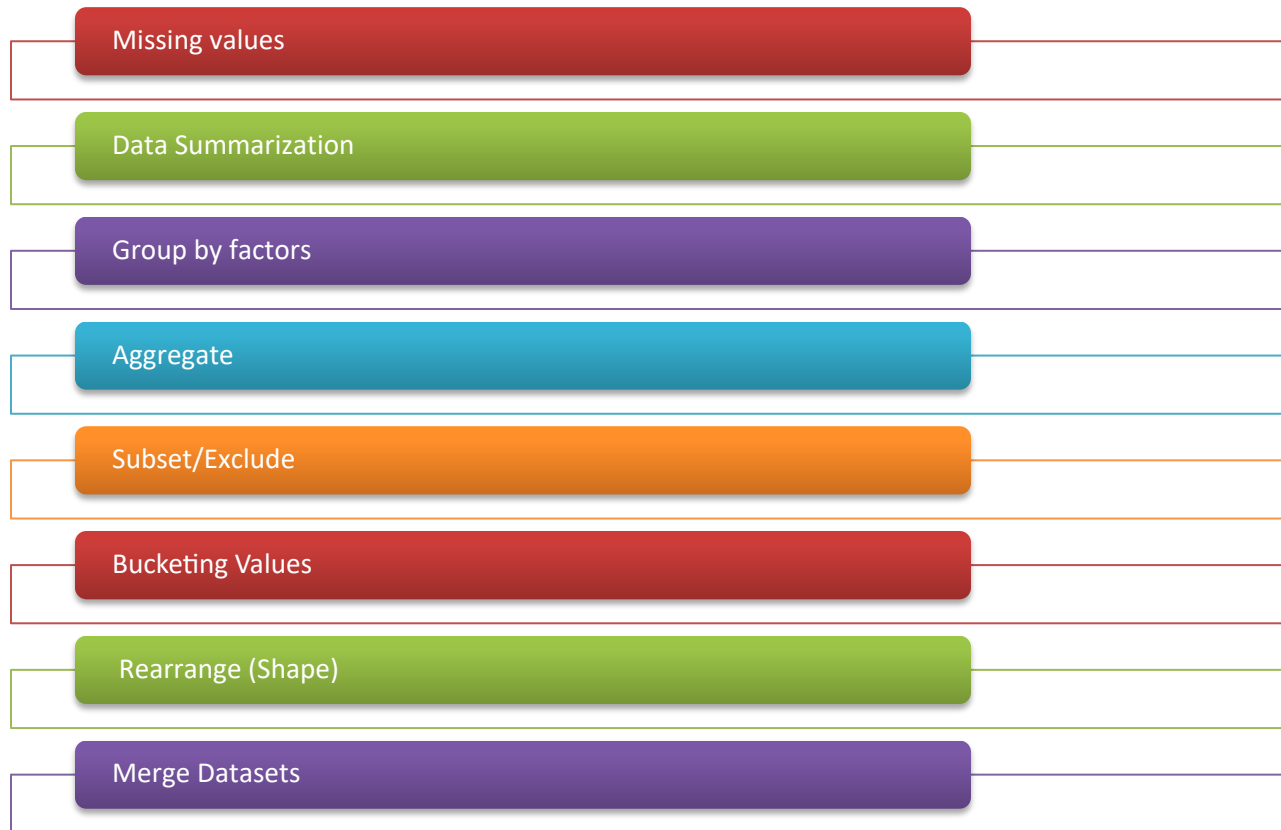 Missing values
Data Summarization
Group by factors
Aggregate
Subset/Exclude
Bucketing Values
Rearrange (Shape)
Merge Datasets